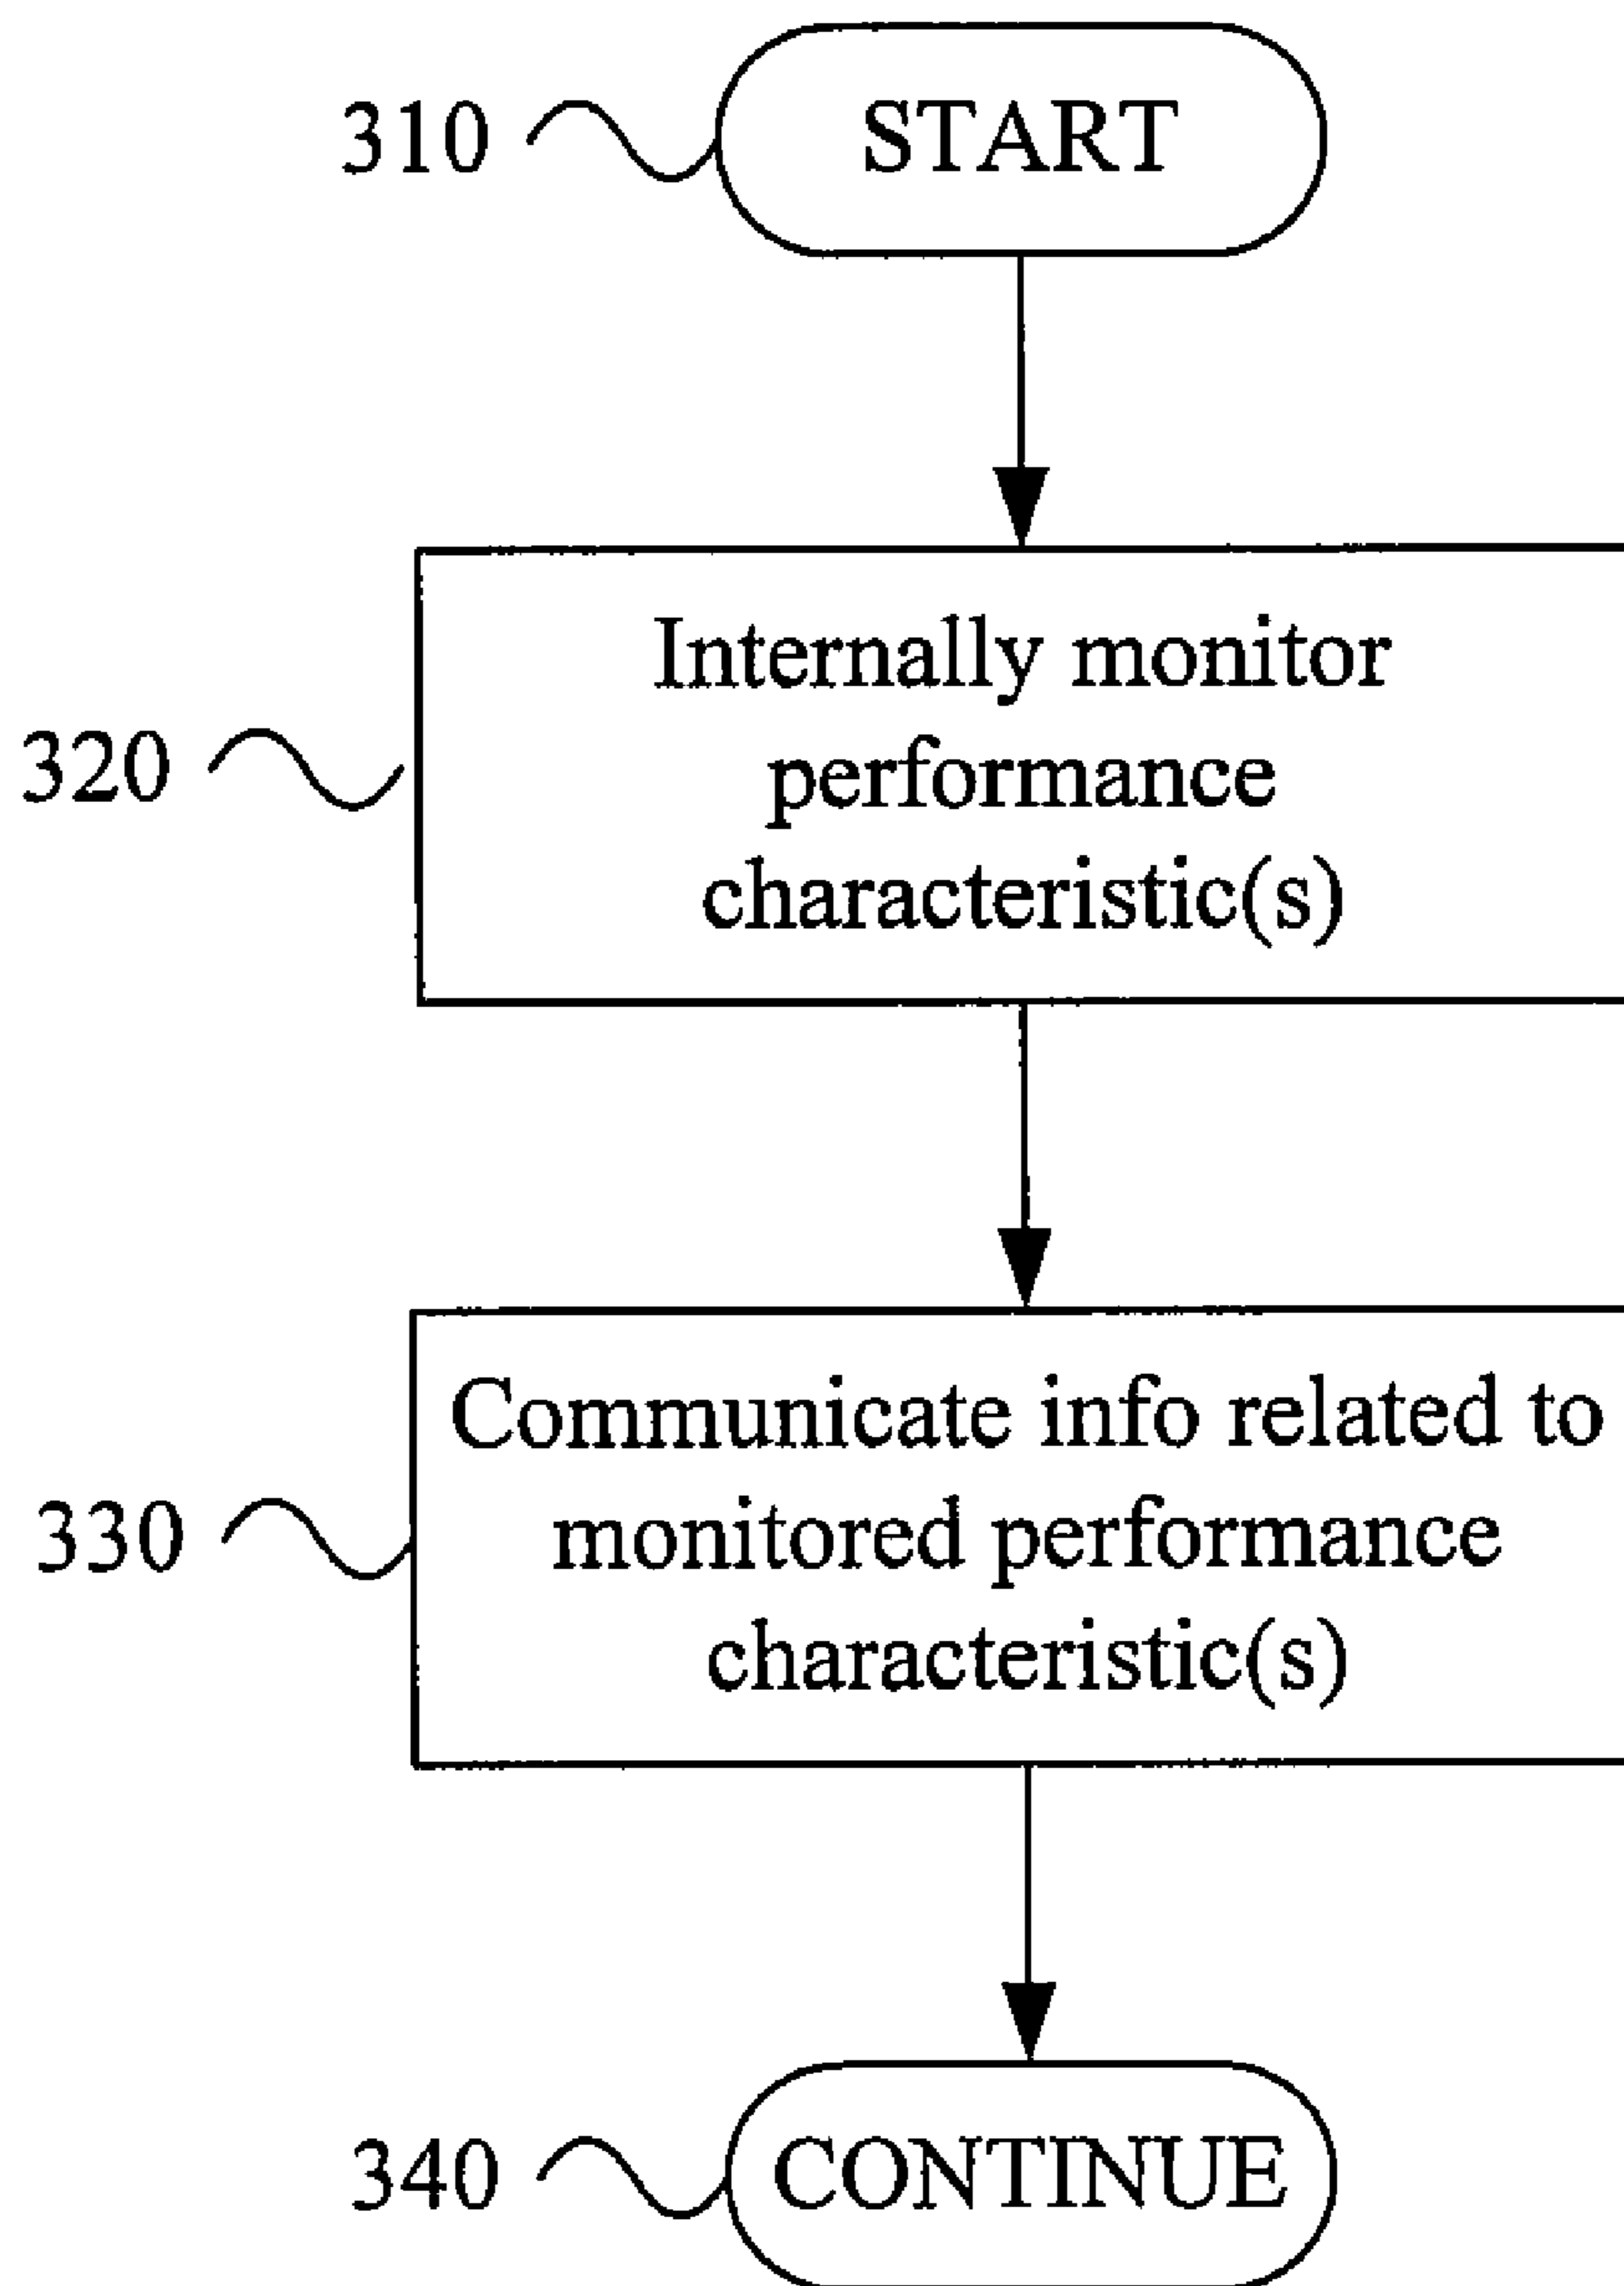 310
START
320
Internally monitor
performance
characteristic(s)
330
Communicate info related to
monitored performance
characteristic(s)
340
CONTINUE